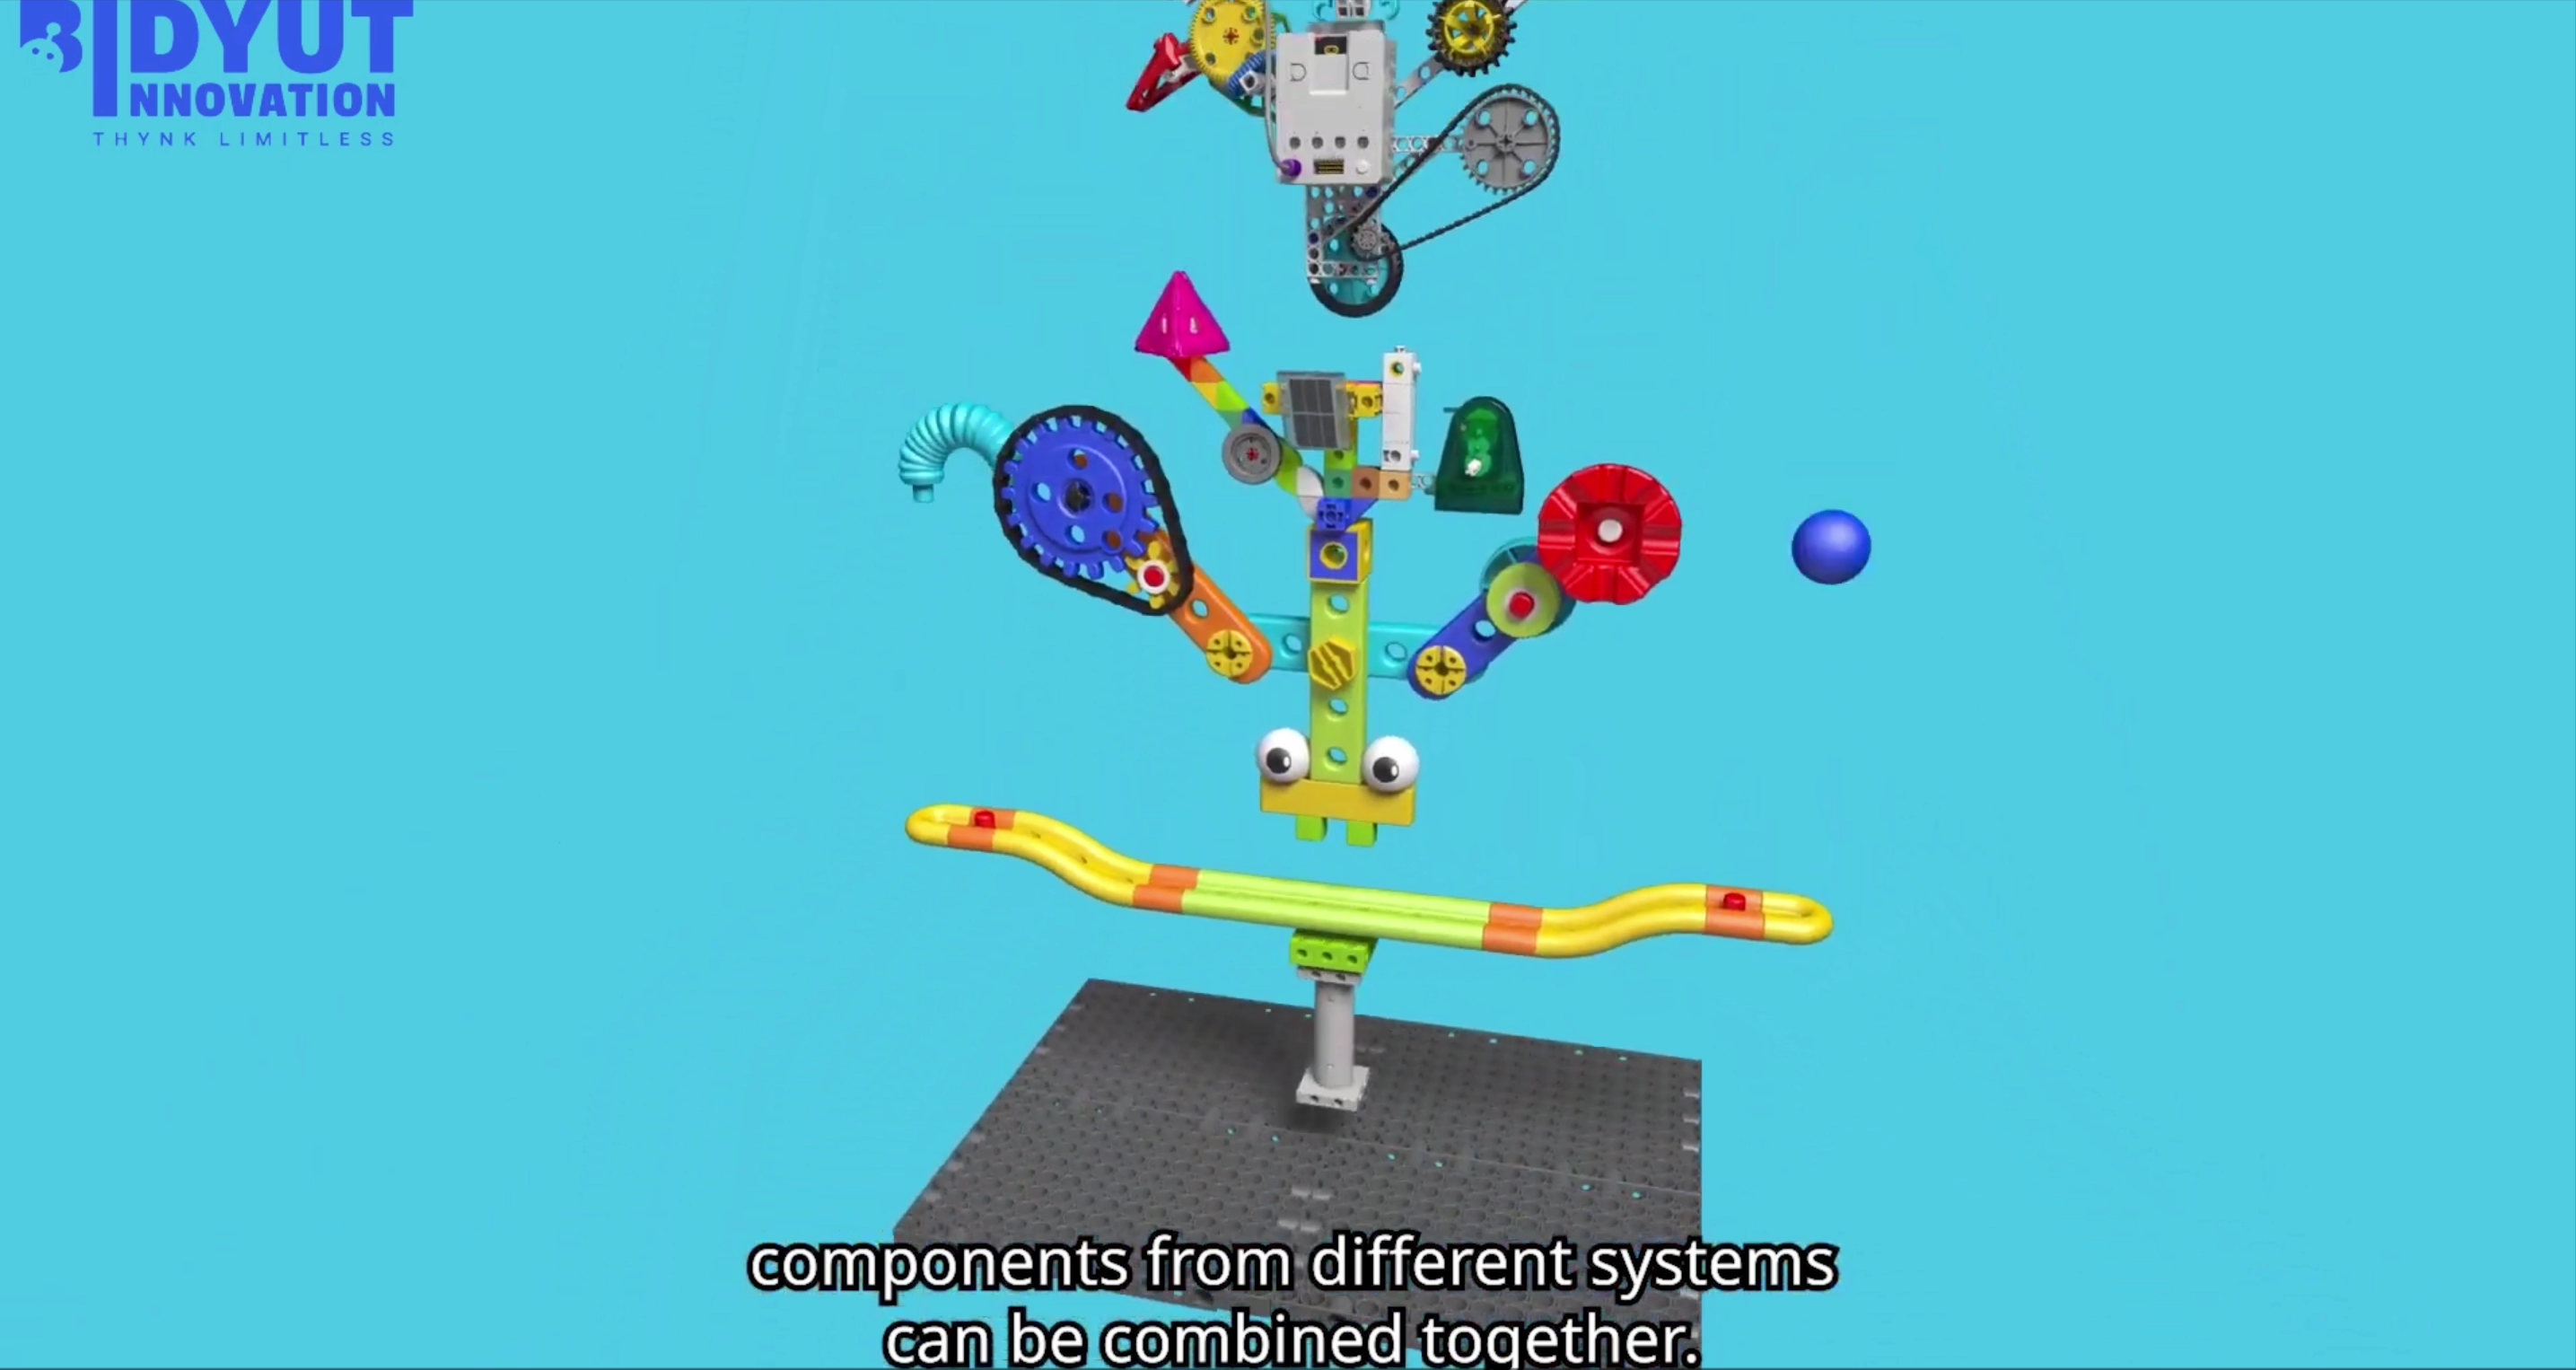 BIDYUT
INNOVATION
THYNK LIMITLESS
components from different systems
can be combined together.